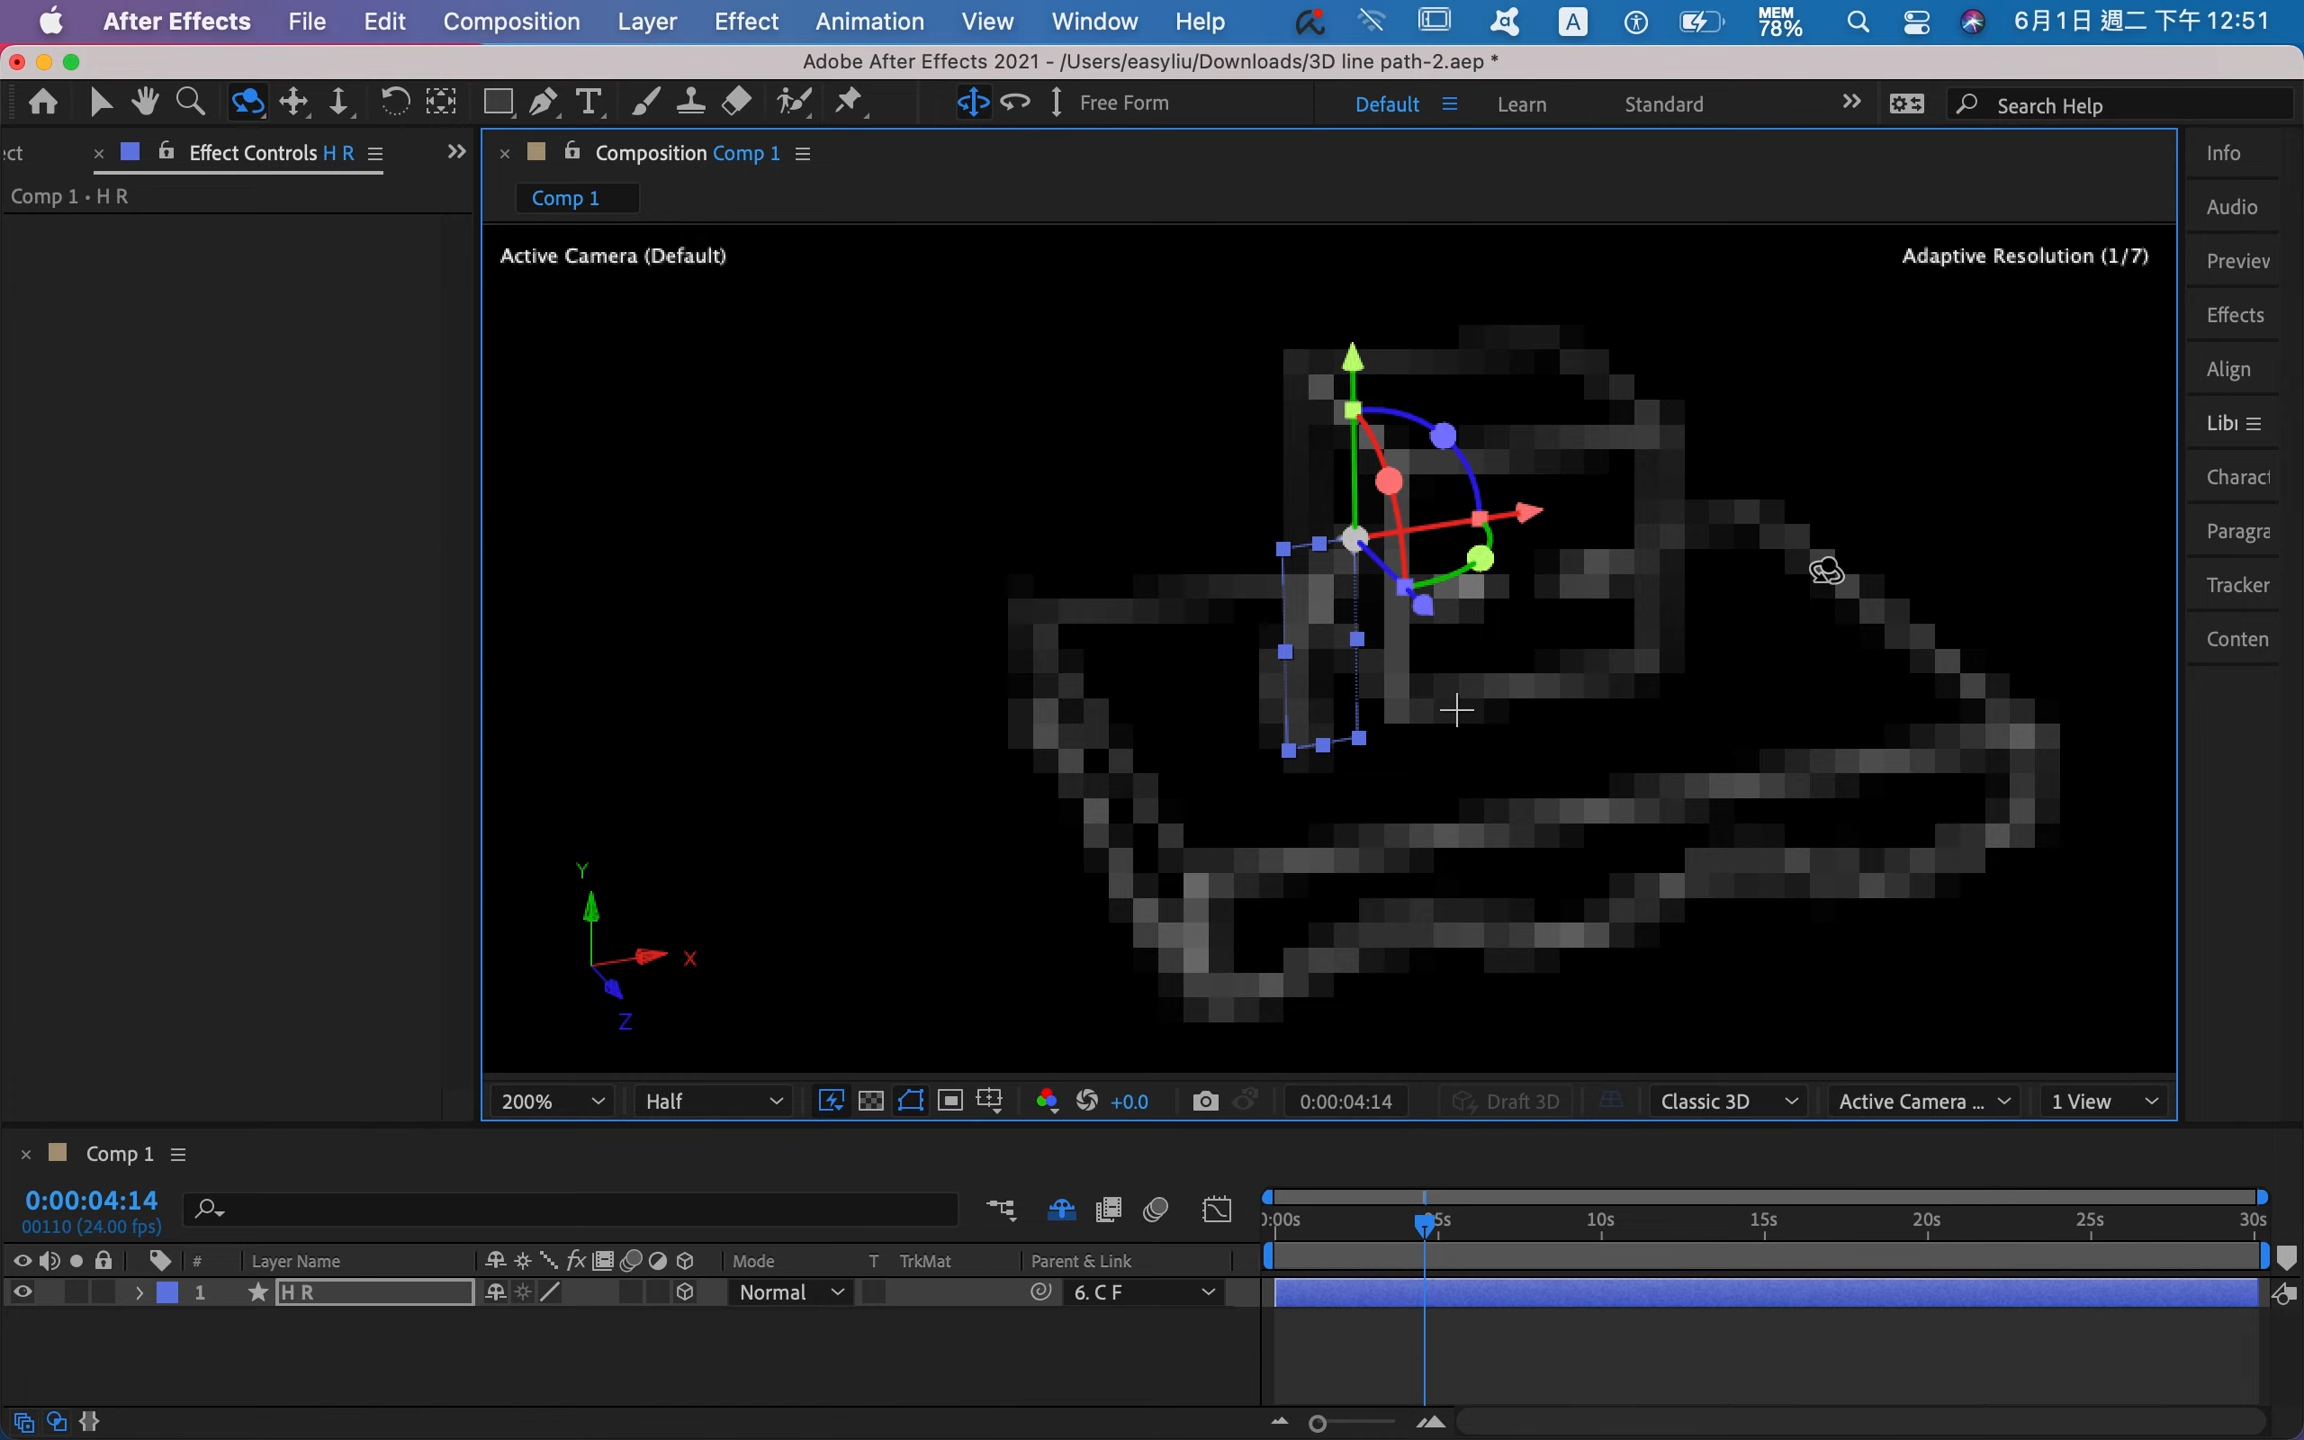 After Effects File Edit Composition Layer Effect Animation View Window Help A MEM 78% 6月1日 週二 下午 12:51
Adobe After Effects 2021 - /Users/easyliu/Downloads/3D line path-2.aep *
T Free Form Default Learn Standard Search Help
ect Effect Controls H R Composition Comp 1 Info
Comp 1 • H R
Comp 1
Audio
Active Camera (Default) Adaptive Resolution (1/7)
Preview
Effects
Align
Libr
Charact
Paragra
Tracker
Conten
Y
X
Z
200% Half +0.0 0:00:04:14 Draft 3D Classic 3D Active Camera ... 1 View
Comp 1
0:00:04:14
00110 (24.00 fps)
):00s 5s 10s 15s 20s 25s 30s
# Layer Name fx Mode T TrkMat Parent & Link
1 H R Normal 6. C F